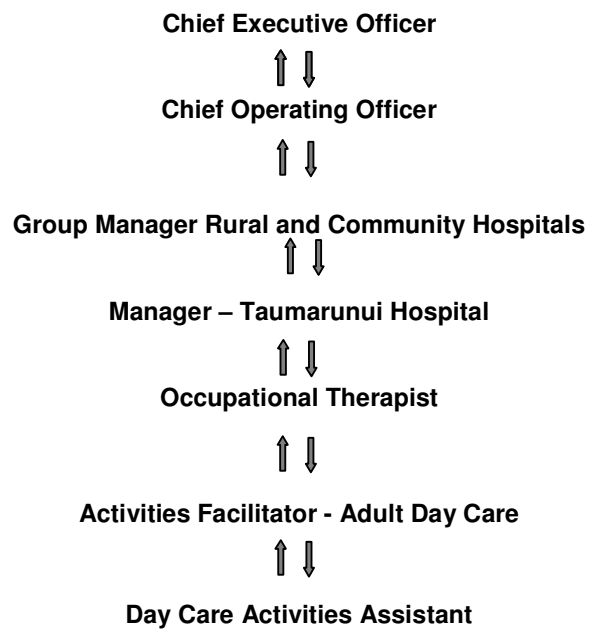 Chief Executive Officer
Chief Operating Officer
Group Manager Rural and Community Hospitals
Manager – Taumarunui Hospital
Occupational Therapist
Activities Facilitator - Adult Day Care
Day Care Activities Assistant